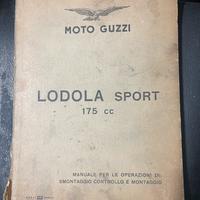 MOTO GUZZI
LODOLA SPORT
175 cc
MANUALE PER LE OPERAZIONI DI
SMONTAGGIO CONTROLLO E MONTAGGIO